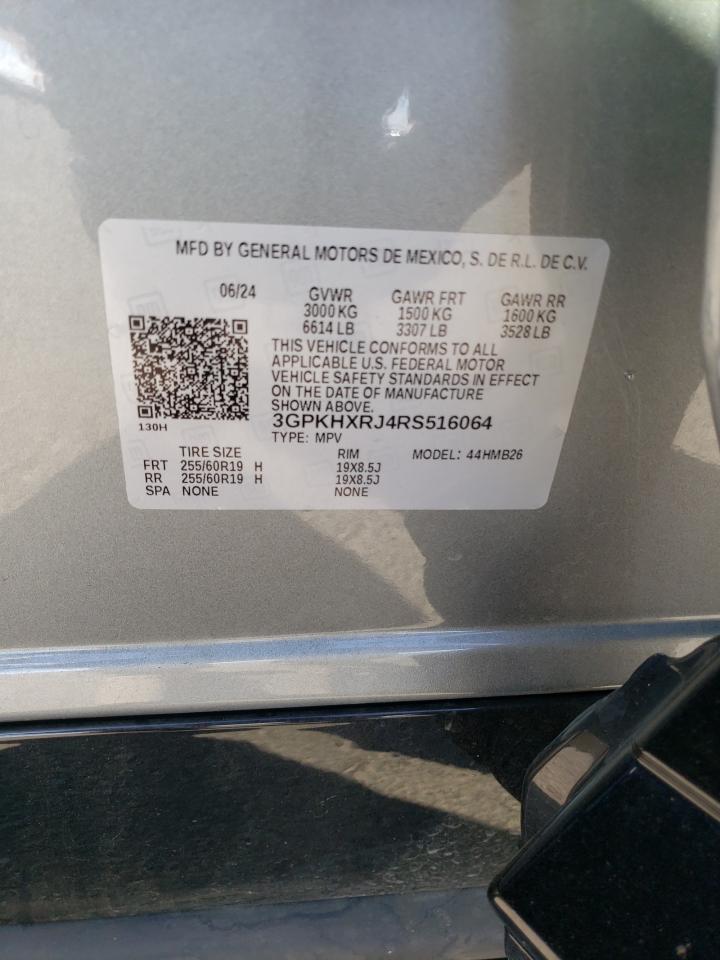 MFD BY GENERAL MOTORS DE MEXICO, S. DE R.L. DE C.V.
06/24 GVWR GAWR FRT GAWR RR
3000 KG 1500 KG 1600 KG
6614 LB 3307 LB 3528 LB
THIS VEHICLE CONFORMS TO ALL
APPLICABLE U.S. FEDERAL MOTOR
VEHICLE SAFETY STANDARDS IN EFFECT
ON THE DATE OF MANUFACTURE
SHOWN ABOVE.
130H 3GPKHXRJ4RS516064
TYPE: MPV
TIRE SIZE RIM MODEL: 44HMB26
FRT 255/60R19 H 19X8.5J
RR 255/60R19 H 19X8.5J
SPA NONE NONE